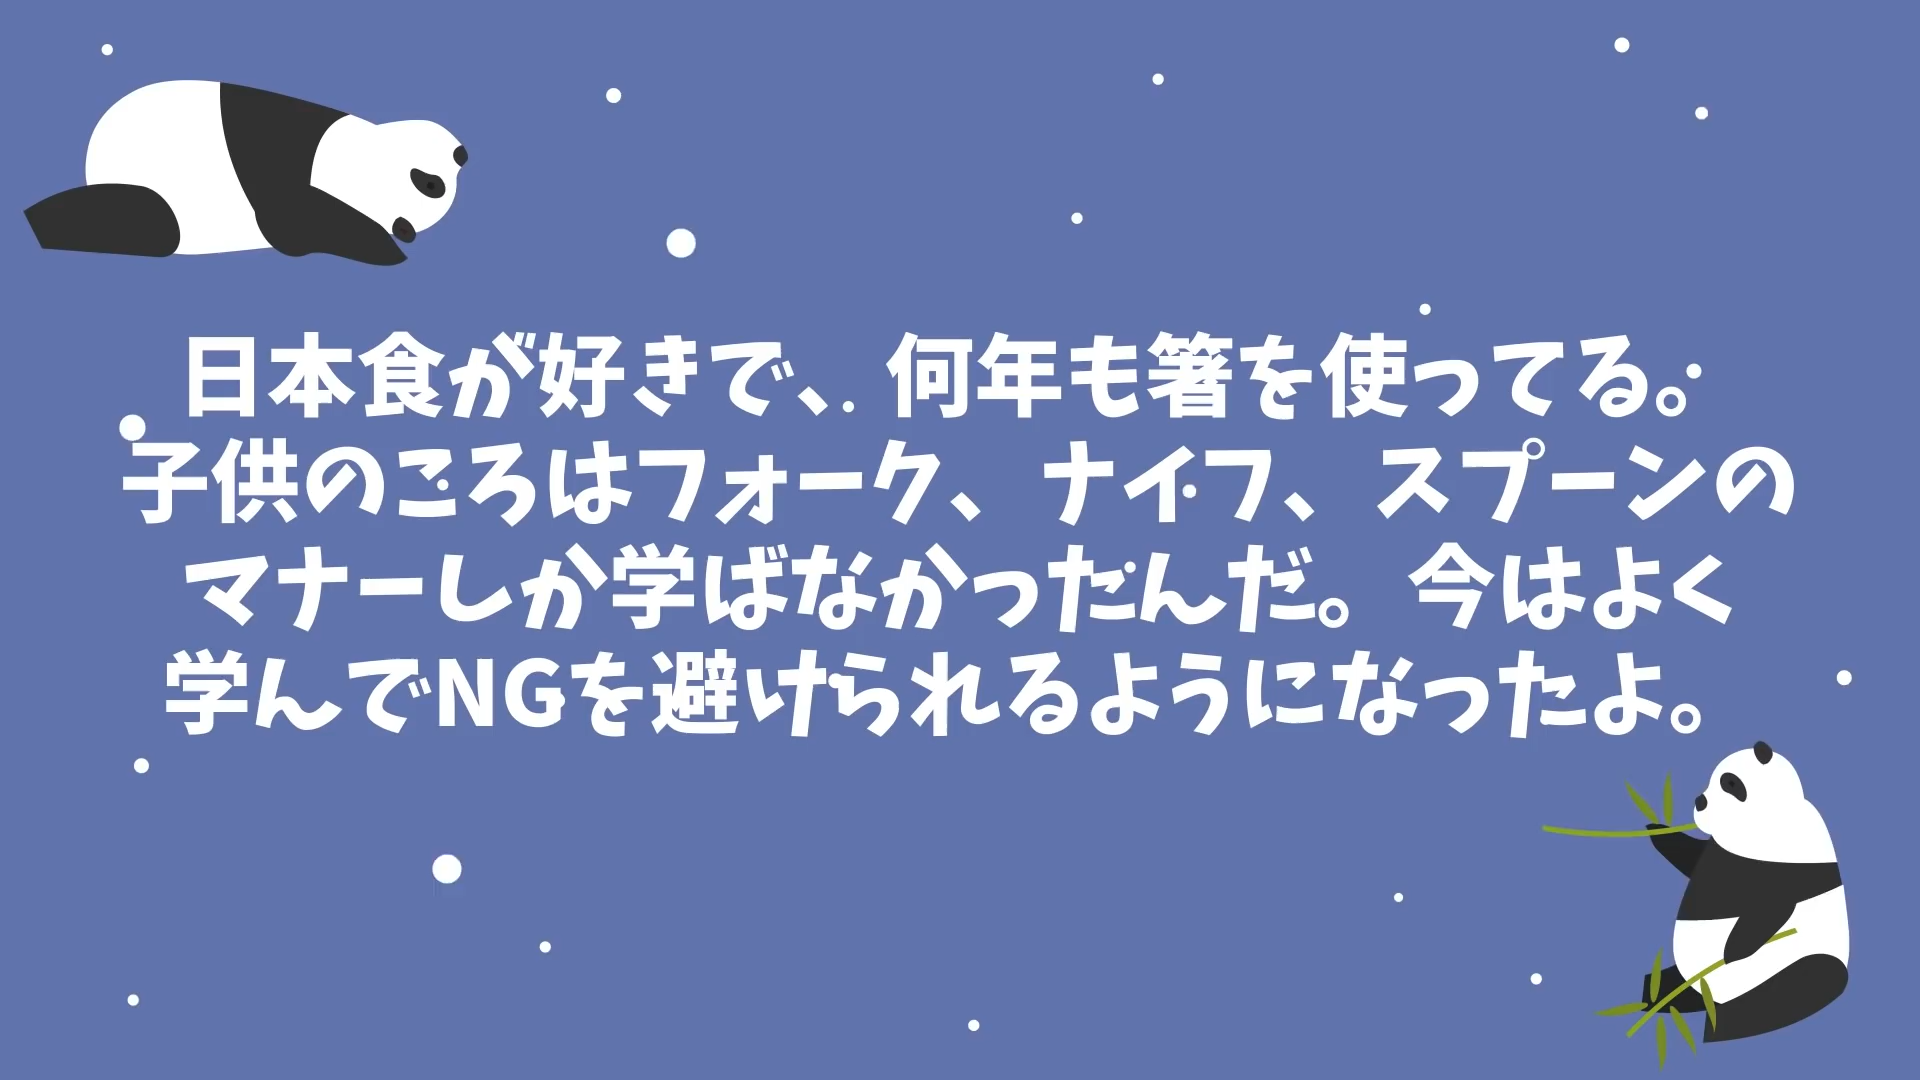 日本食が好きで、何年も箸を使ってる。
子供のころはフォーク、ナイフ、スプーンの
マナーしか学ばなかっただんだ。今はよく
学んでNGを避けられるようになったよ。